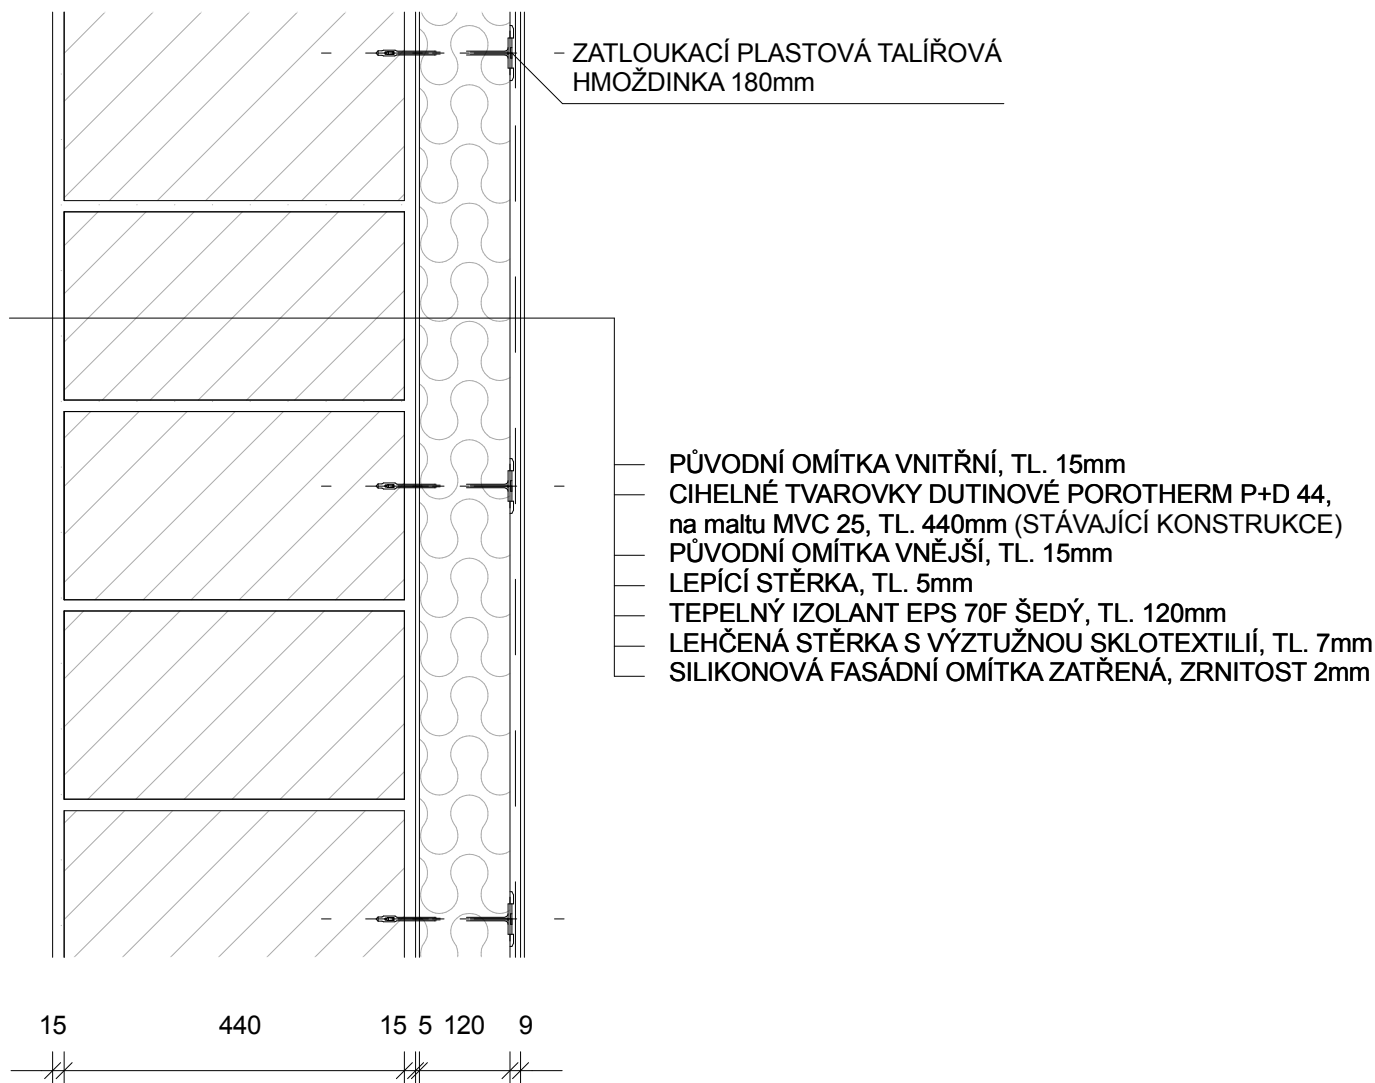 ZATLOUKACÍ PLASTOVÁ TALÍŘOVÁ
HMOŽDINKA 180mm
PŮVODNÍ OMÍTKA VNITŘNÍ, TL. 15mm
CIHELNÉ TVAROVKY DUTINOVÉ POROTHERM P+D 44,
na maltu MVC 25, TL. 440mm (STÁVAJÍCÍ KONSTRUKCE)
PŮVODNÍ OMÍTKA VNĚJŠÍ, TL. 15mm
LEPÍCÍ STĚRKA, TL. 5mm
TEPELNÝ IZOLANT EPS 70F ŠEDÝ, TL. 120mm
LEHČENÁ STĚRKA S VÝZTUŽNOU SKLOTEXTILIÍ, TL. 7mm
SILIKONOVÁ FASÁDNÍ OMÍTKA ZATŘENÁ, ZRNITOST 2mm
15 440 15 5 120 9